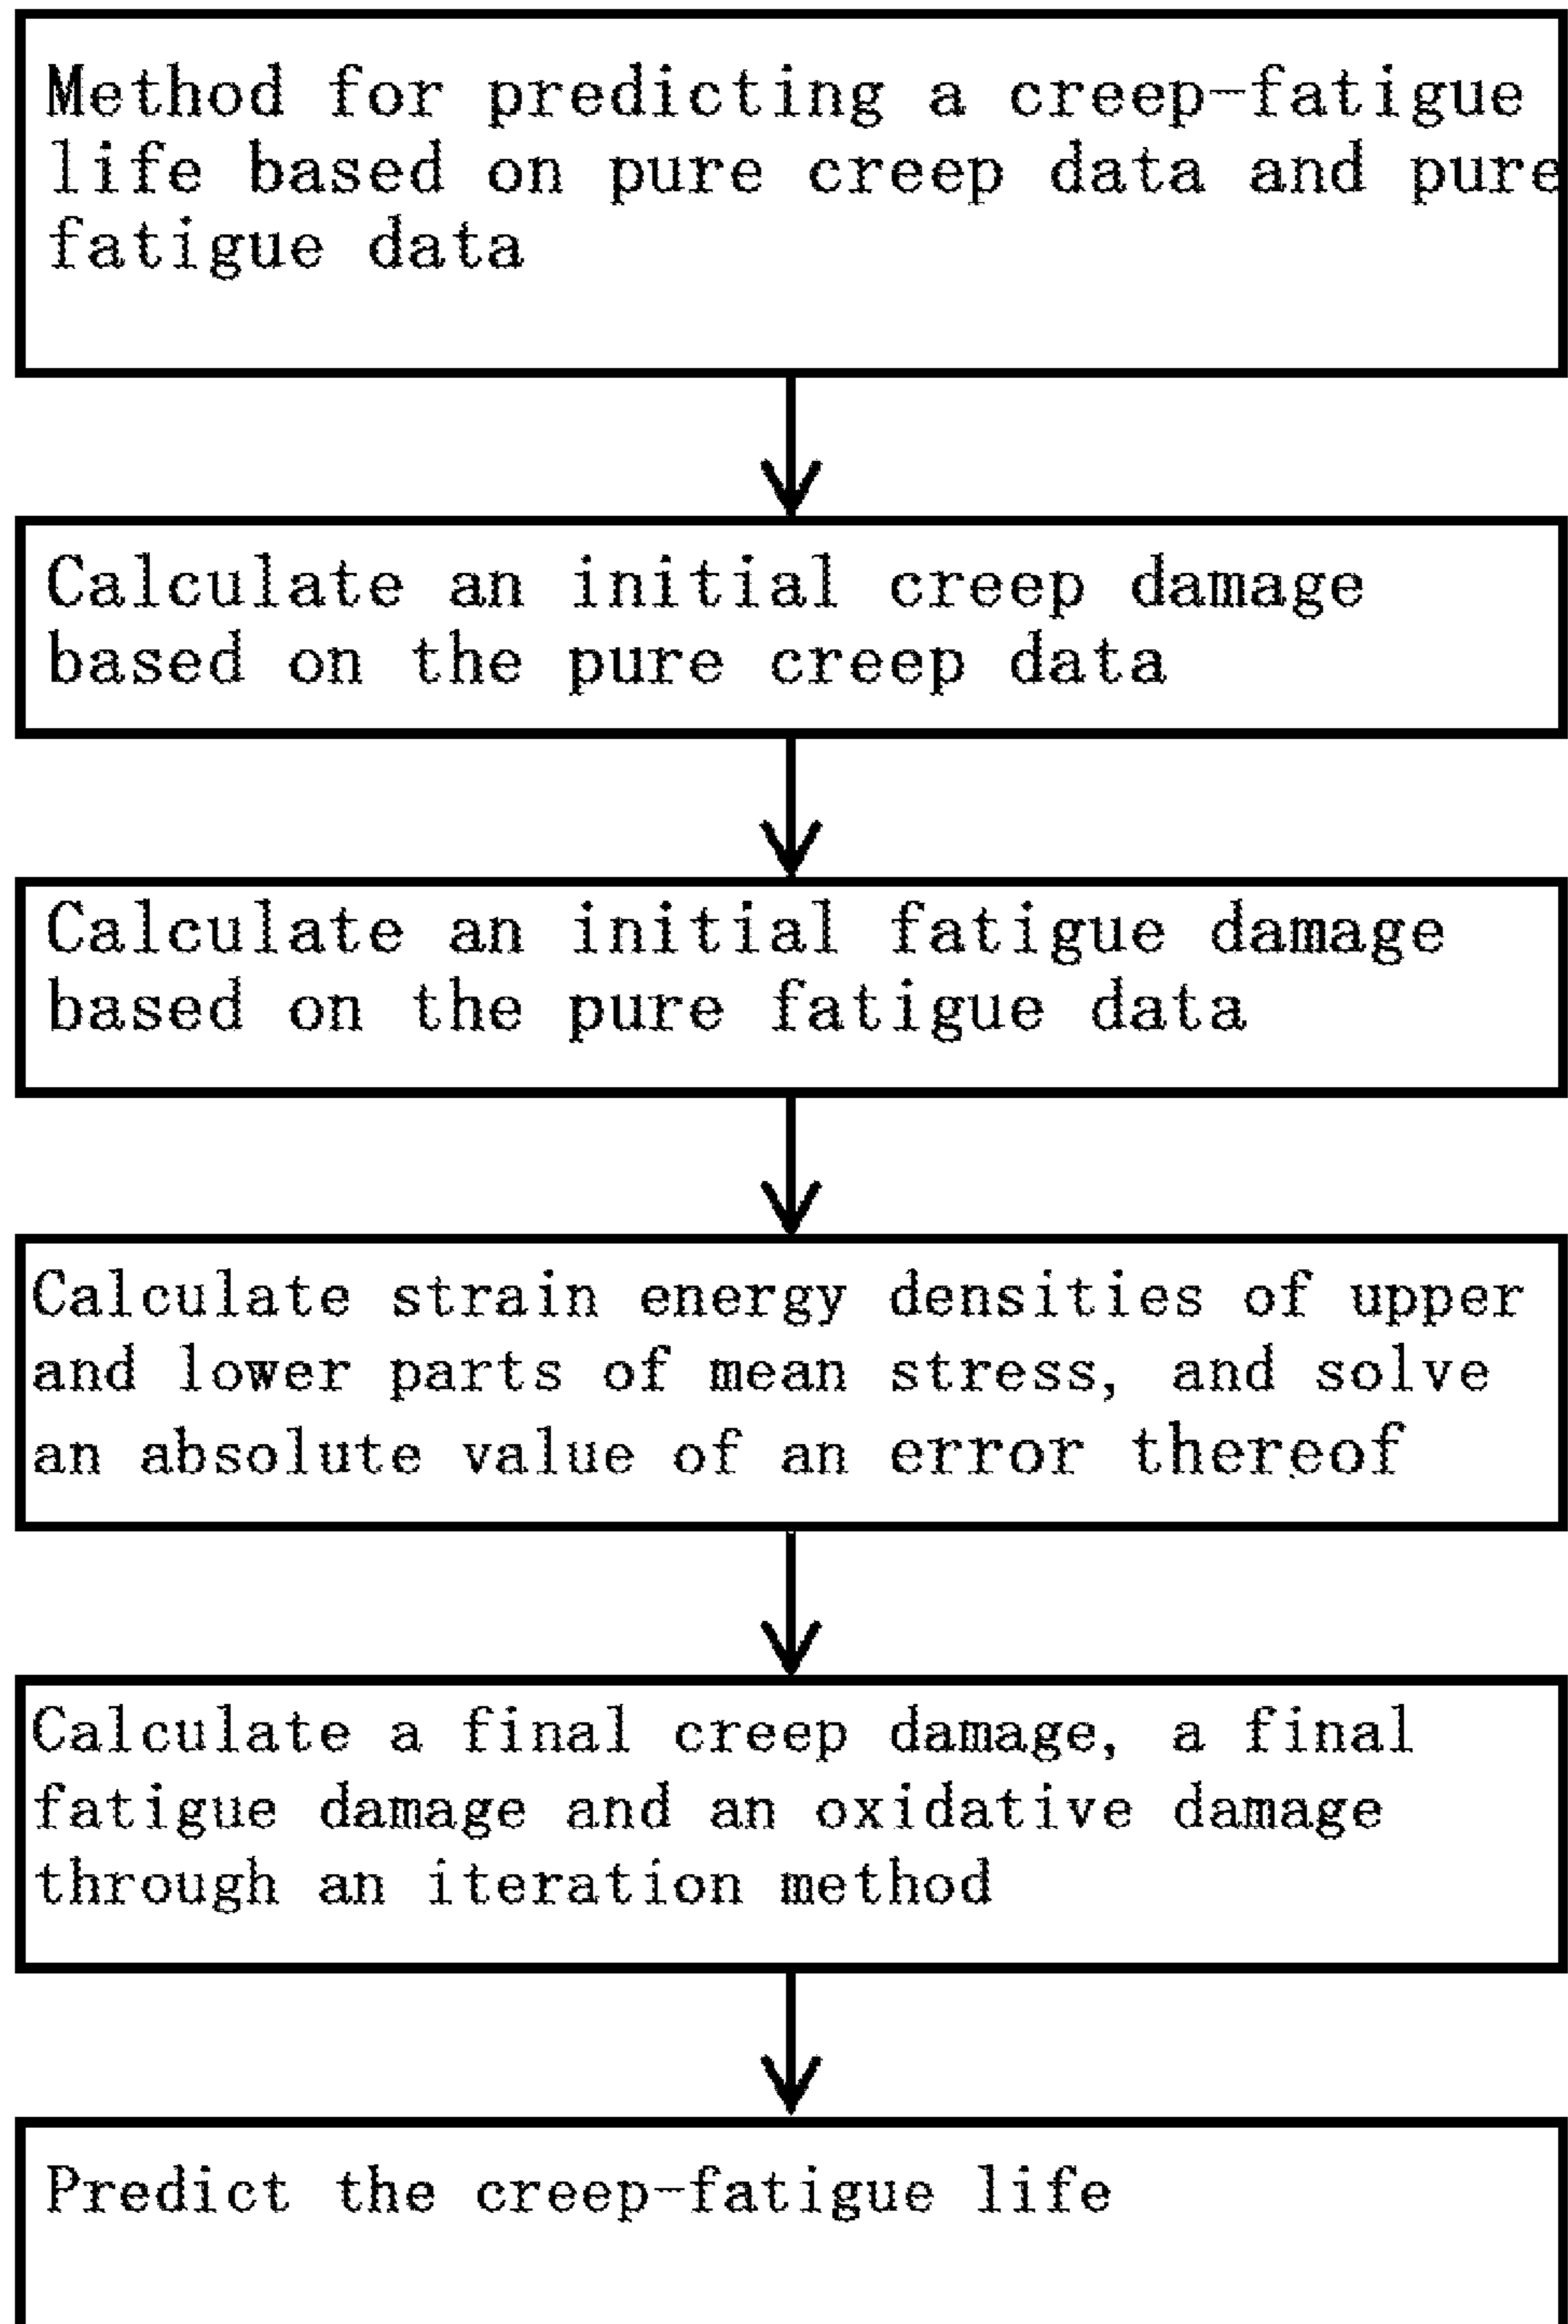 Method for predicting a creep-fatigue
life based on pure creep data and pure
fatigue data
Calculate an initial creep damage
based on the pure creep data
Calculate an initial fatigue damage
based on the pure fatigue data
Calculate strain energy densities of upper
and lower parts of mean stress, and solve
an absolute value of an error thereof
Calculate a final creep damage, a final
fatigue damage and an oxidative damage
through an iteration method
Predict the creep-fatigue life